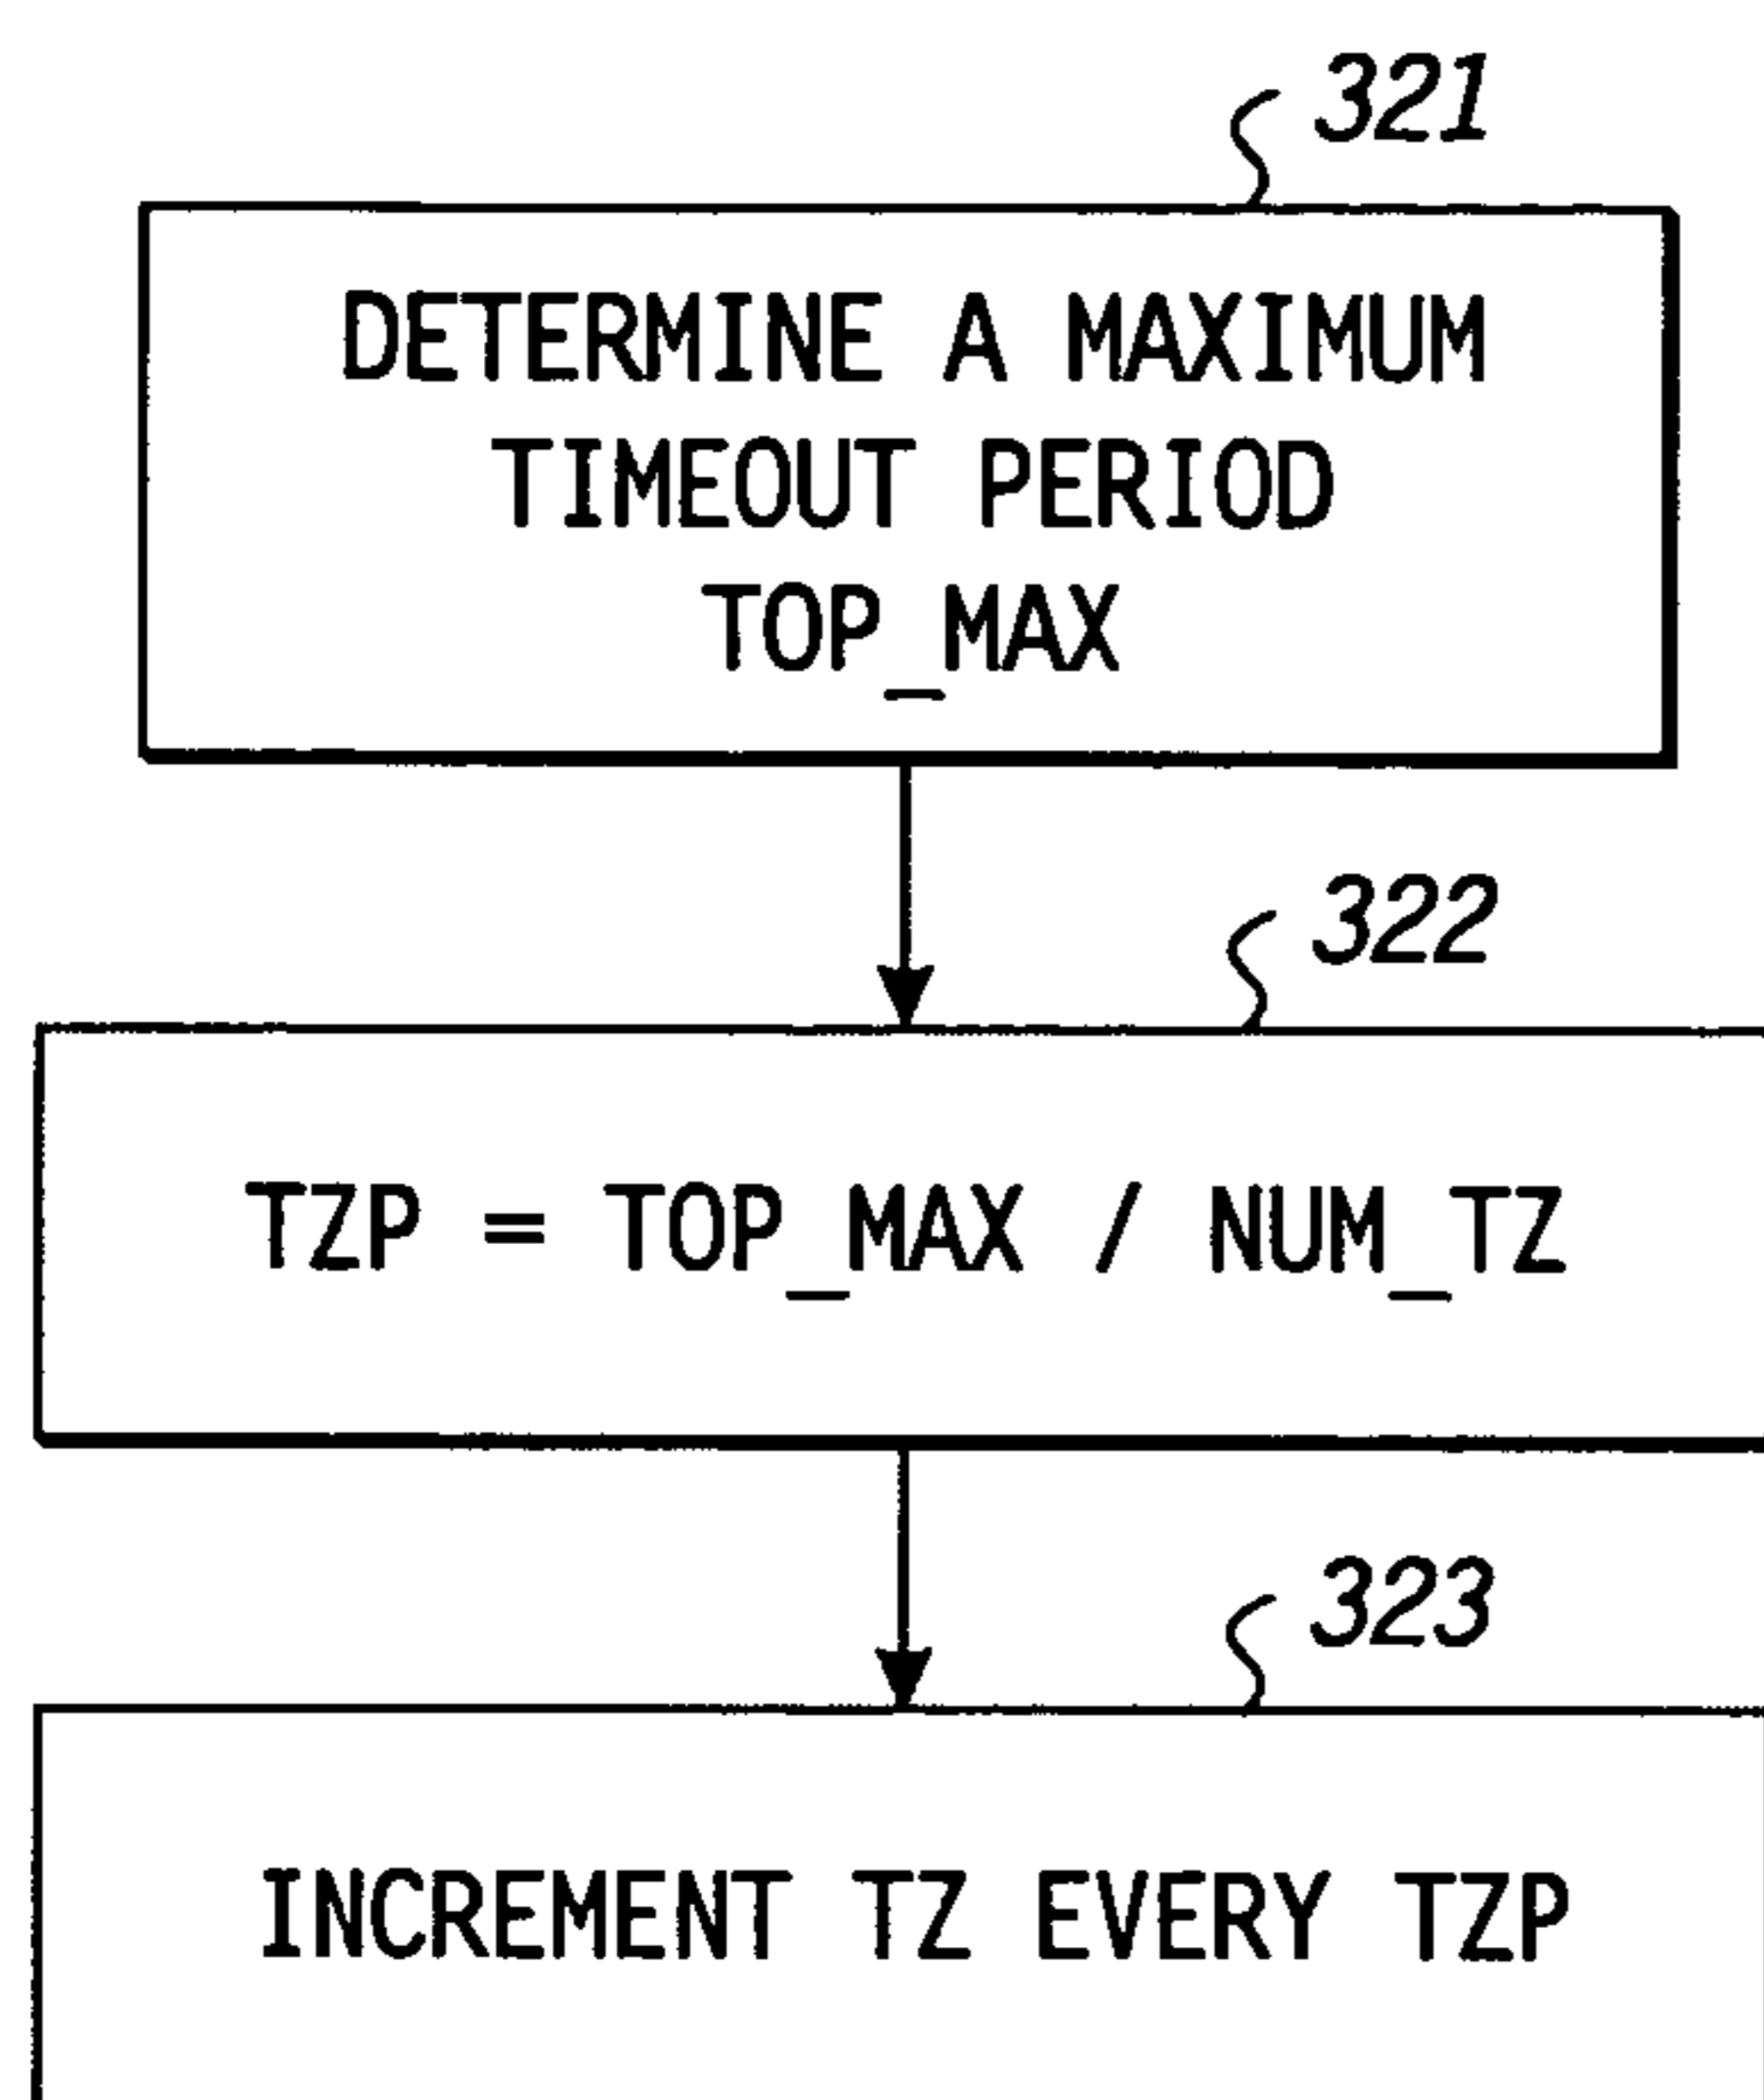 321
DETERMINE A MAXIMUM
TIMEOUT PERIOD
TOP_MAX
322
TZP = TOP_MAX / NUM_TZ
323
INCREMENT TZ EVERY TZP